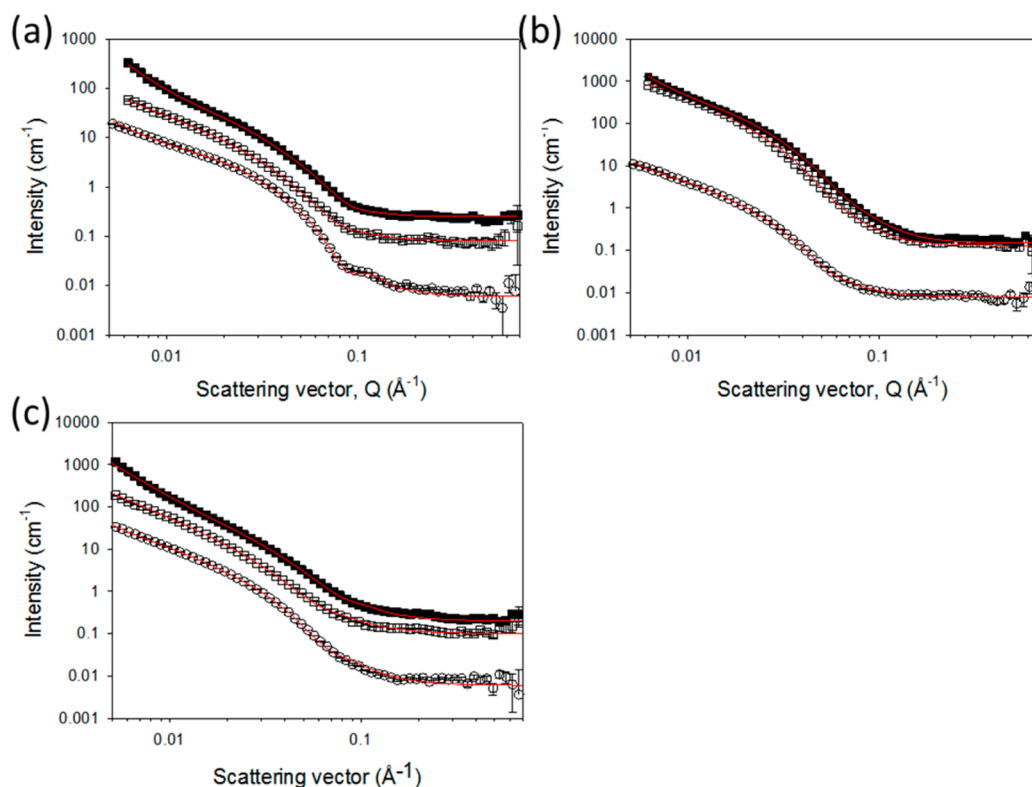 (a)
1000
100
10
1
0.1
0.01
0.001
Intensity (cm-1)
0.01 0.1
Scattering vector, Q (Å-1)
(b)
10000
1000
100
10
1
0.1
0.01
0.001
Intensity (cm-1)
0.01 0.1
Scattering vector, Q (Å-1)
(c)
10000
1000
100
10
1
0.1
0.01
0.001
Intensity (cm-1)
0.01 0.1
Scattering vector (Å-1)